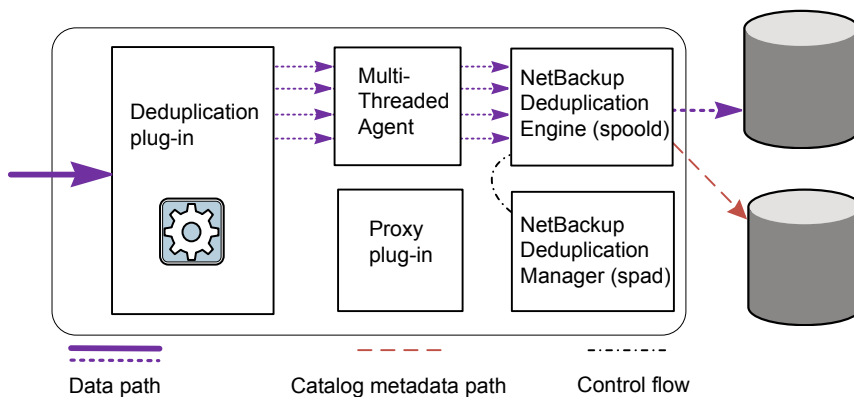 Deduplication
plug-in
Multi-
Threaded
Agent
NetBackup
Deduplication
Engine (spoold)
Proxy
plug-in
NetBackup
Deduplication
Manager (spad)
Data path
Catalog metadata path
Control flow